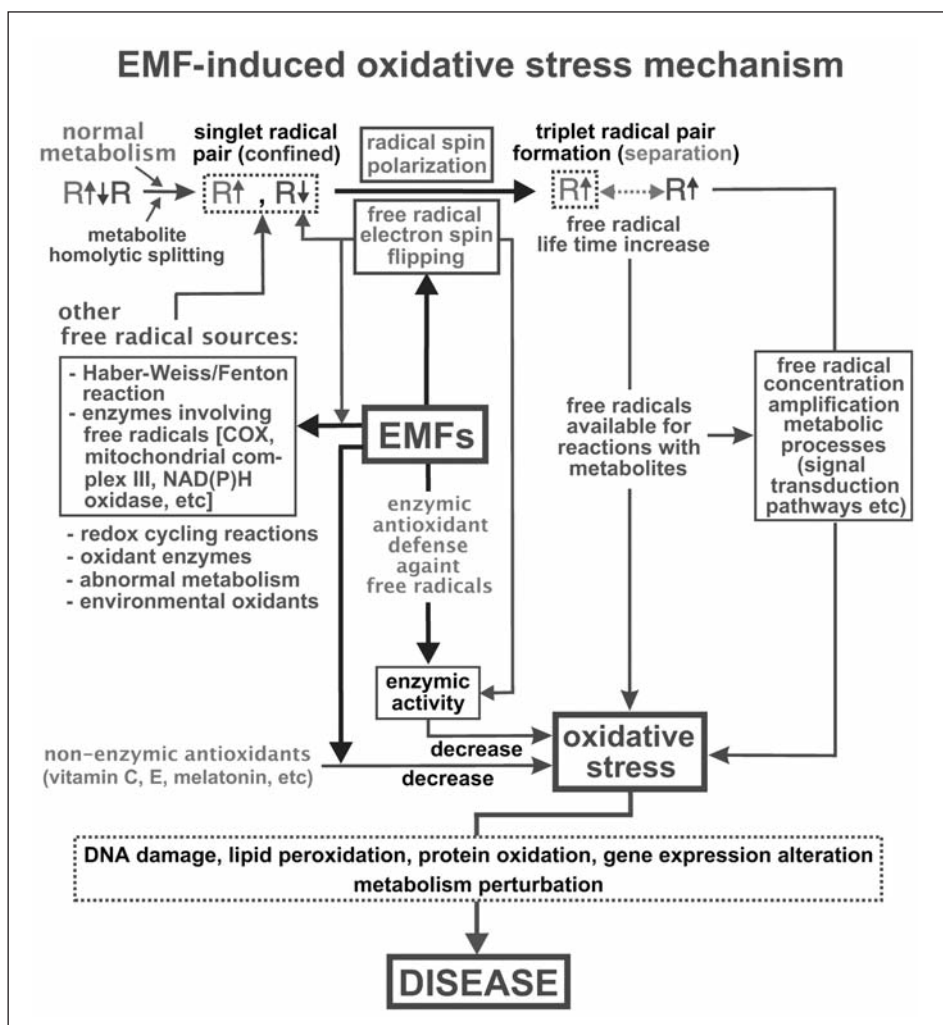 EMF-induced oxidative stress mechanism
normal
metabolism
R↑↓R
metabolite
homolytic splitting
singlet radical
pair (confined)
R↑ , R↓
radical spin
polarization
free radical
electron spin
flipping
triplet radical pair
formation (separation)
R↑
R↑
free radical
life time increase
other
free radical sources:
- Haber-Weiss/Fenton
reaction
- enzymes involving
free radicals [COX,
mitochondrial com-
plex III, NAD(P)H
oxidase, etc]
- redox cycling reactions
- oxidant enzymes
- abnormal metabolism
- environmental oxidants
EMFs
enzymic
antioxidant
defense
againt
free radicals
free radicals
available for
reactions with
metabolites
free radical
concentration
amplification
metabolic
processes
(signal
transduction
pathways etc)
enzymic
activity
decrease
non-enzymic antioxidants
(vitamin C, E, melatonin, etc)
decrease
oxidative
stress
DNA damage, lipid peroxidation, protein oxidation, gene expression alteration
metabolism perturbation
DISEASE